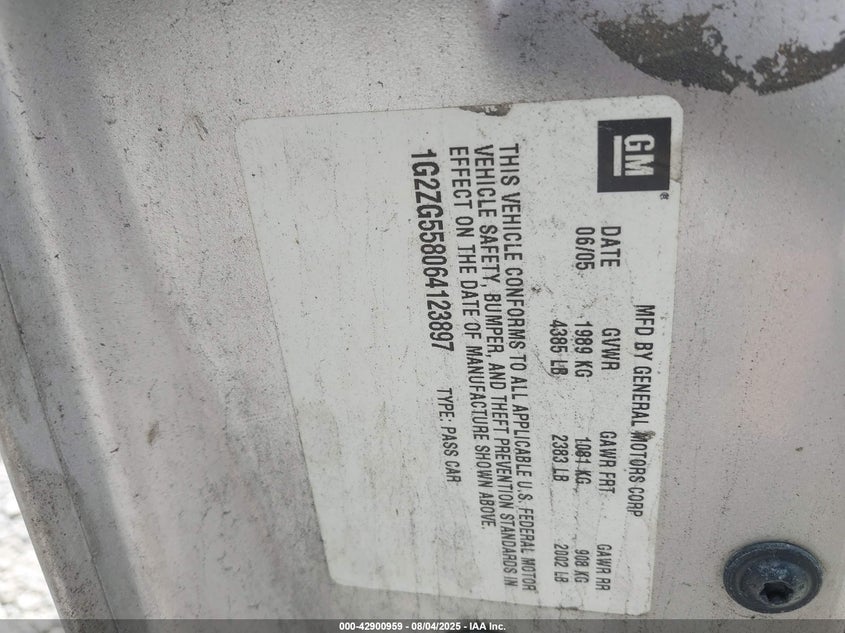 GM
MFD BY GENERAL MOTORS CORP
DATE GVWR GAWR FRT GAWR RR
06/05 1989 KG 1081 KG 908 KG
4385 LB 2383 LB 2002 LB
THIS VEHICLE CONFORMS TO ALL APPLICABLE U.S. FEDERAL MOTOR
VEHICLE SAFETY, BUMPER, AND THEFT PREVENTION STANDARDS IN
EFFECT ON THE DATE OF MANUFACTURE SHOWN ABOVE.
1G2ZG558064123897 TYPE: PASS CAR
000-42900959 - 08/04/2025 - IAA Inc.